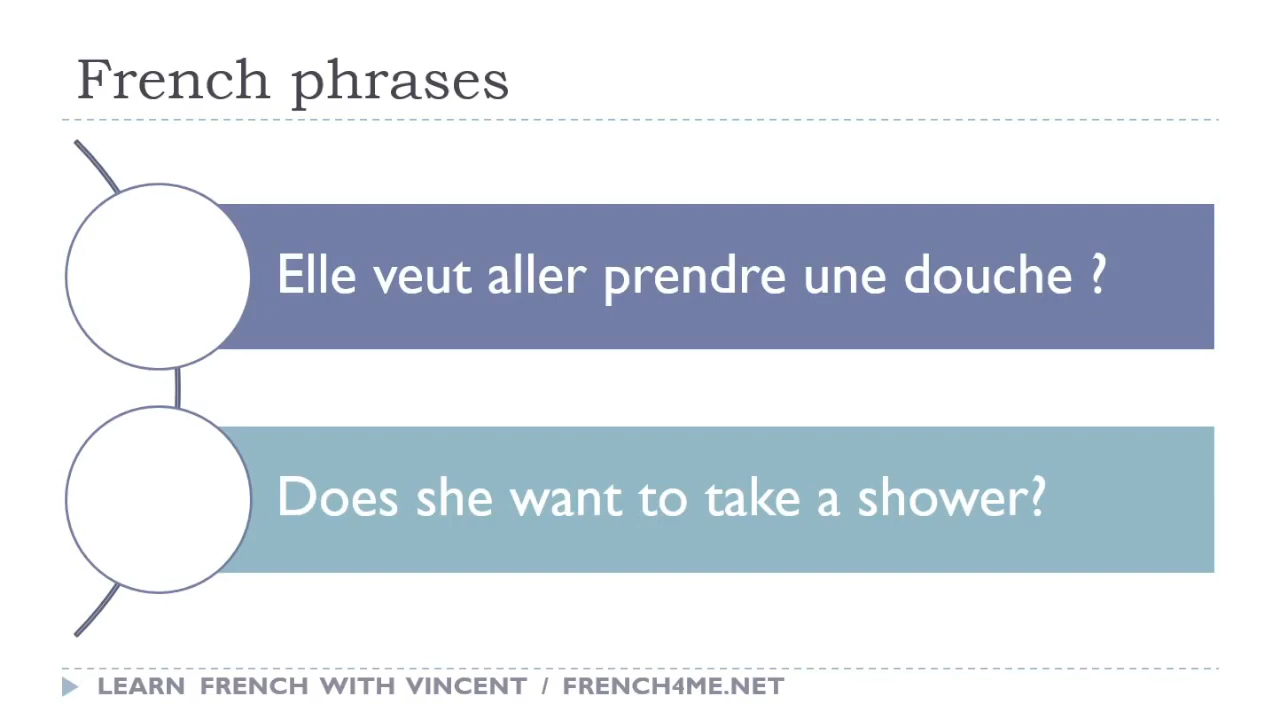 French phrases
Elle veut aller prendre une douche ?
Does she want to take a shower?
LEARN FRENCH WITH VINCENT / FRENCH4ME.NET